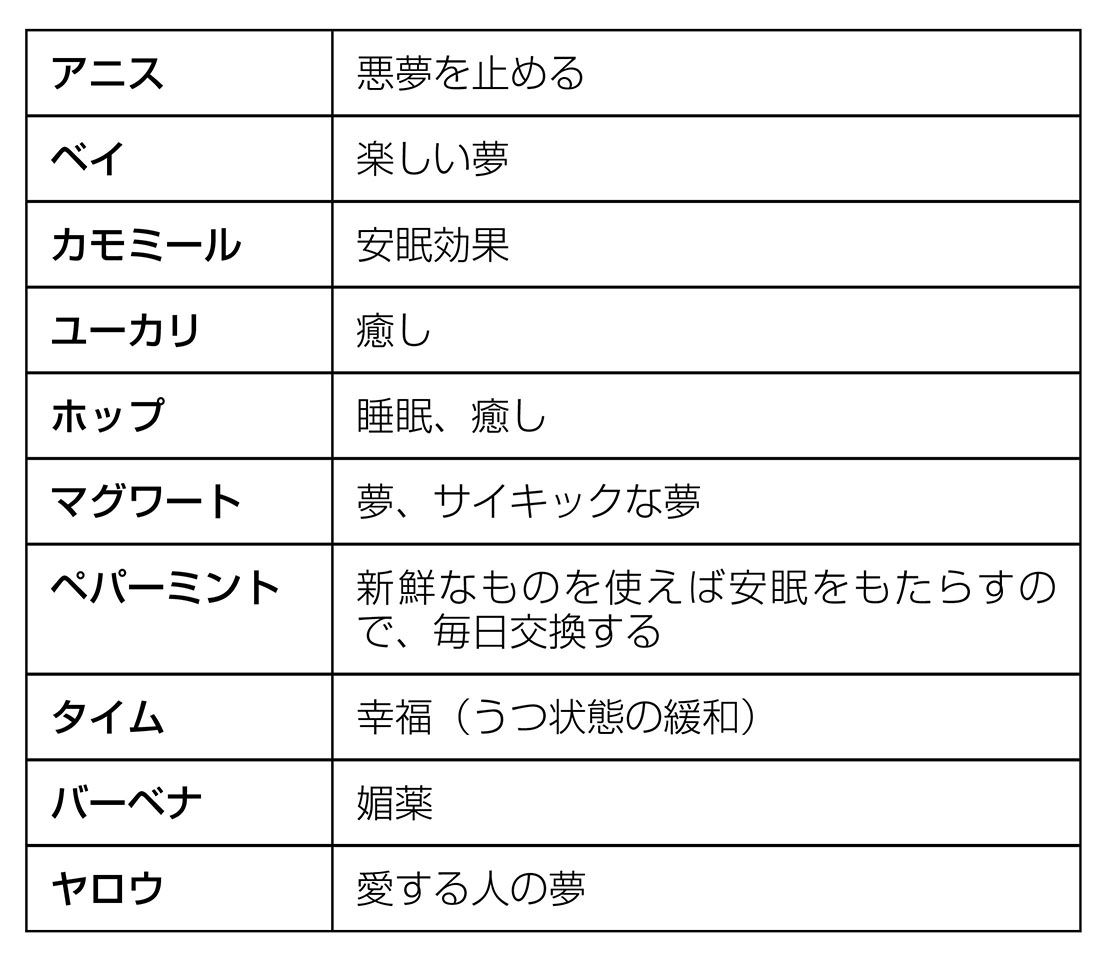 アニス 悪夢を止める
ベイ 楽しい夢
カモミール 安眠効果
ユーカリ 癒し
ホップ 睡眠、癒し
マグワート 夢、サイキックな夢
ペパーミント 新鮮なものを使えば安眠をもたらすの
で、毎日交換する
タイム 幸福（うつ状態の緩和）
バーベナ 媚薬
ヤロウ 愛する人の夢